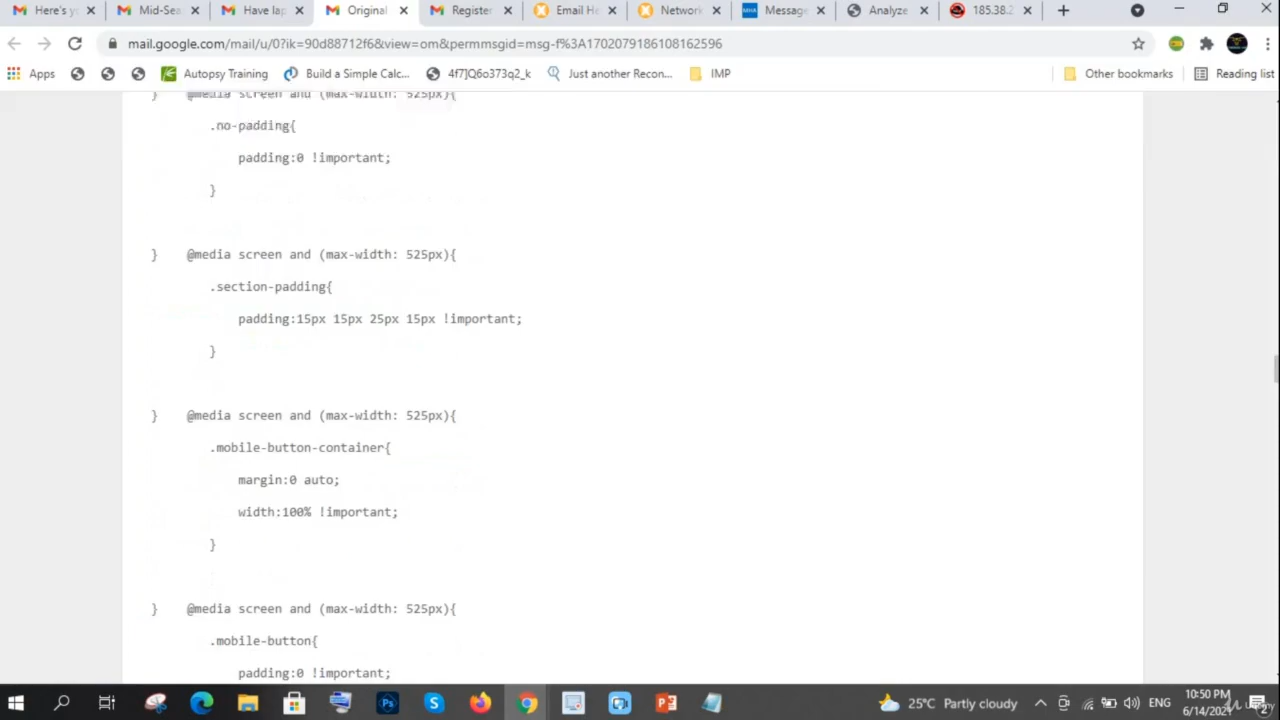 Here's yo
Mid-Sea
Have lap
Original
Register
Email He
Network
MHA Message
Analyze
185.38.2
mail.google.com/mail/u/0?ik=90d88712f6&view=om&permmsgid=msg-f%3A1702079186108162596
Apps
Autopsy Training
Build a Simple Calc...
4f7]Q6o373q2_k
Just another Recon...
IMP
Other bookmarks
Reading list
} @media screen and (max-width: 525px){
.no-padding{
padding:0 !important;
}
} @media screen and (max-width: 525px){
.section-padding{
padding:15px 15px 25px 15px !important;
}
} @media screen and (max-width: 525px){
.mobile-button-container{
margin:0 auto;
width:100% !important;
}
} @media screen and (max-width: 525px){
.mobile-button{
padding:0 !important;
25°C Partly cloudy
ENG
10:50 PM
6/14/2021